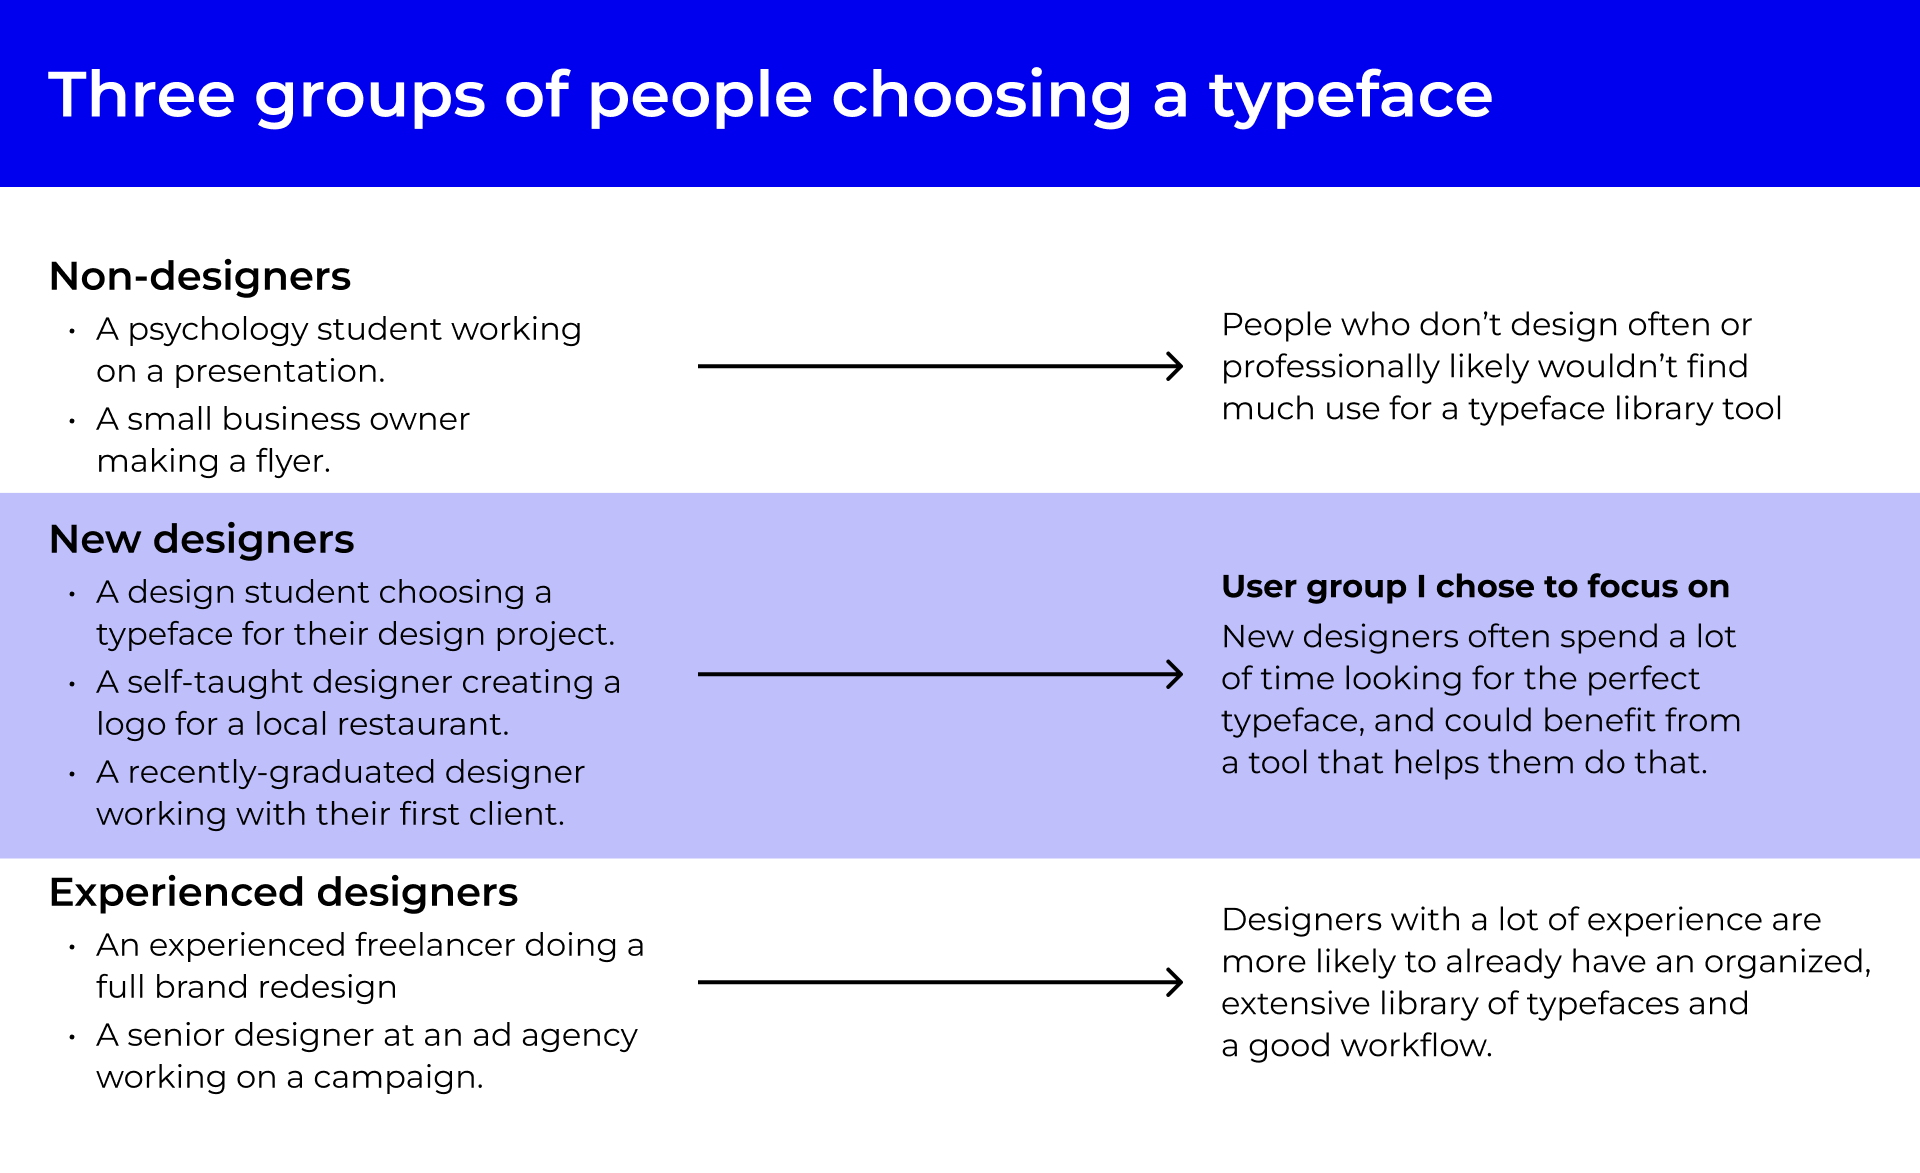 Three groups of people choosing a typeface
Non-designers
• A psychology student working
on a presentation.
• A small business owner
making a flyer.
People who don’t design often or
professionally likely wouldn’t find
much use for a typeface library tool
New designers
• A design student choosing a
typeface for their design project.
• A self-taught designer creating a
logo for a local restaurant.
• A recently-graduated designer
working with their first client.
User group I chose to focus on
New designers often spend a lot
of time looking for the perfect
typeface, and could benefit from
a tool that helps them do that.
Experienced designers
• An experienced freelancer doing a
full brand redesign
• A senior designer at an ad agency
working on a campaign.
Designers with a lot of experience are
more likely to already have an organized,
extensive library of typefaces and
a good workflow.